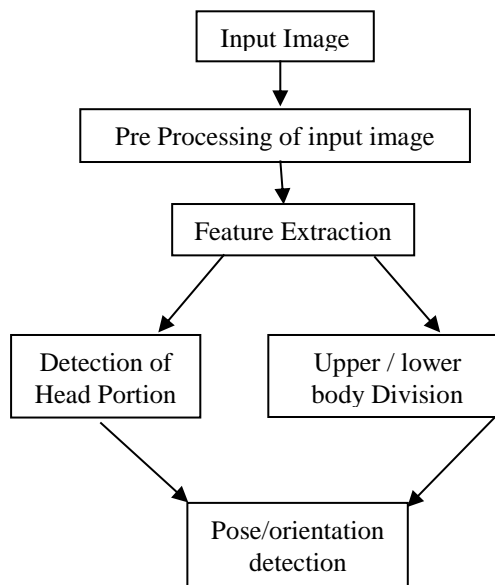 Input Image
Pre Processing of input image
Feature Extraction
Detection of
Head Portion
Upper / lower
body Division
Pose/orientation
detection